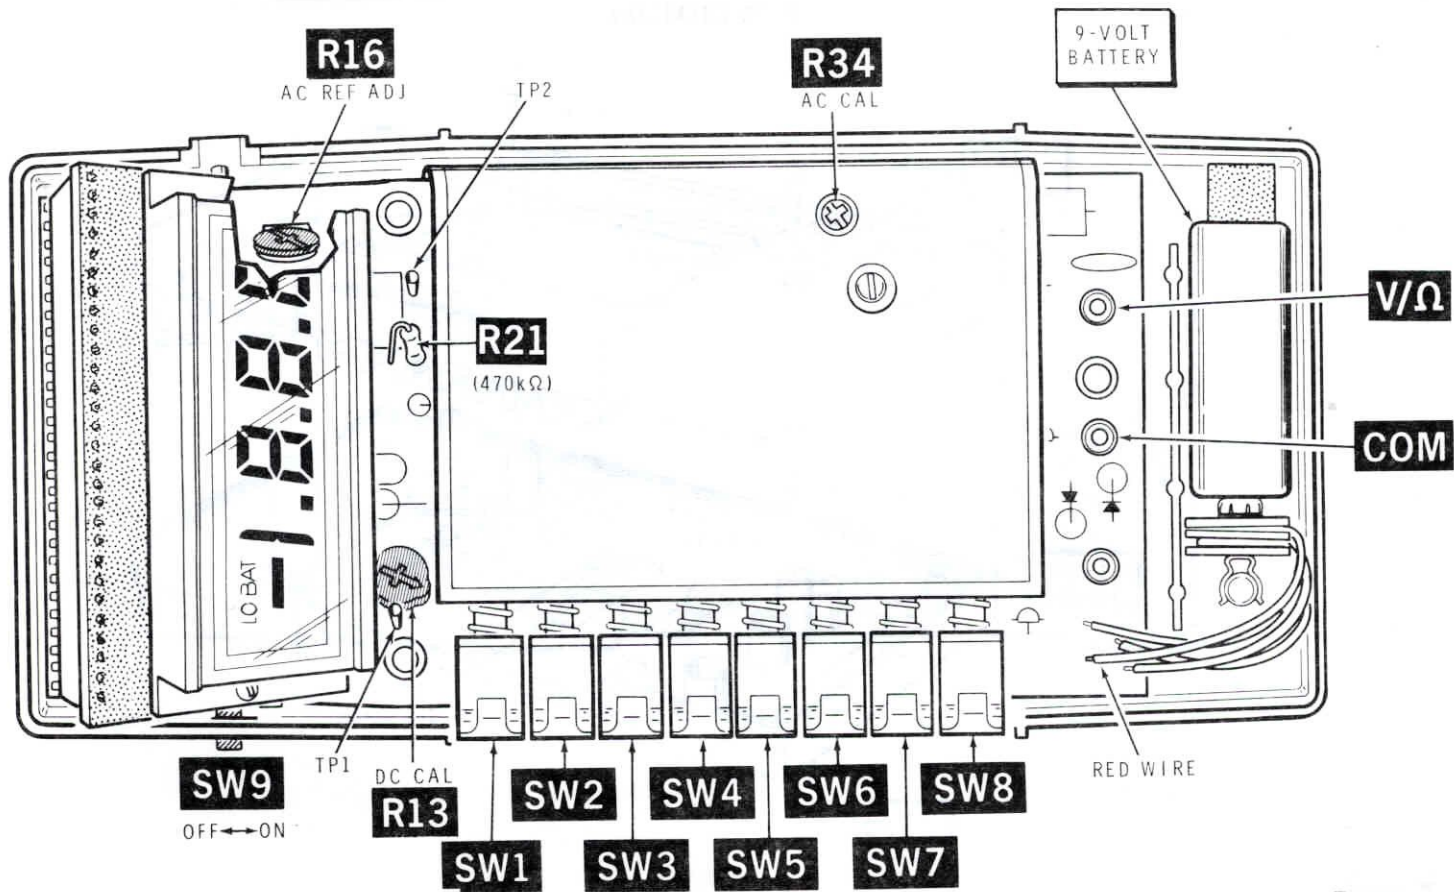 R16
AC REF ADJ
TP2
R34
AC CAL
9-VOLT
BATTERY
V/Ω
R21
(470kΩ)
COM
LO BAT
-1.8.8.8
SW9
OFF↔ON
TP1
DC CAL
R13
SW1
SW2
SW3
SW4
SW5
SW6
SW7
SW8
RED WIRE